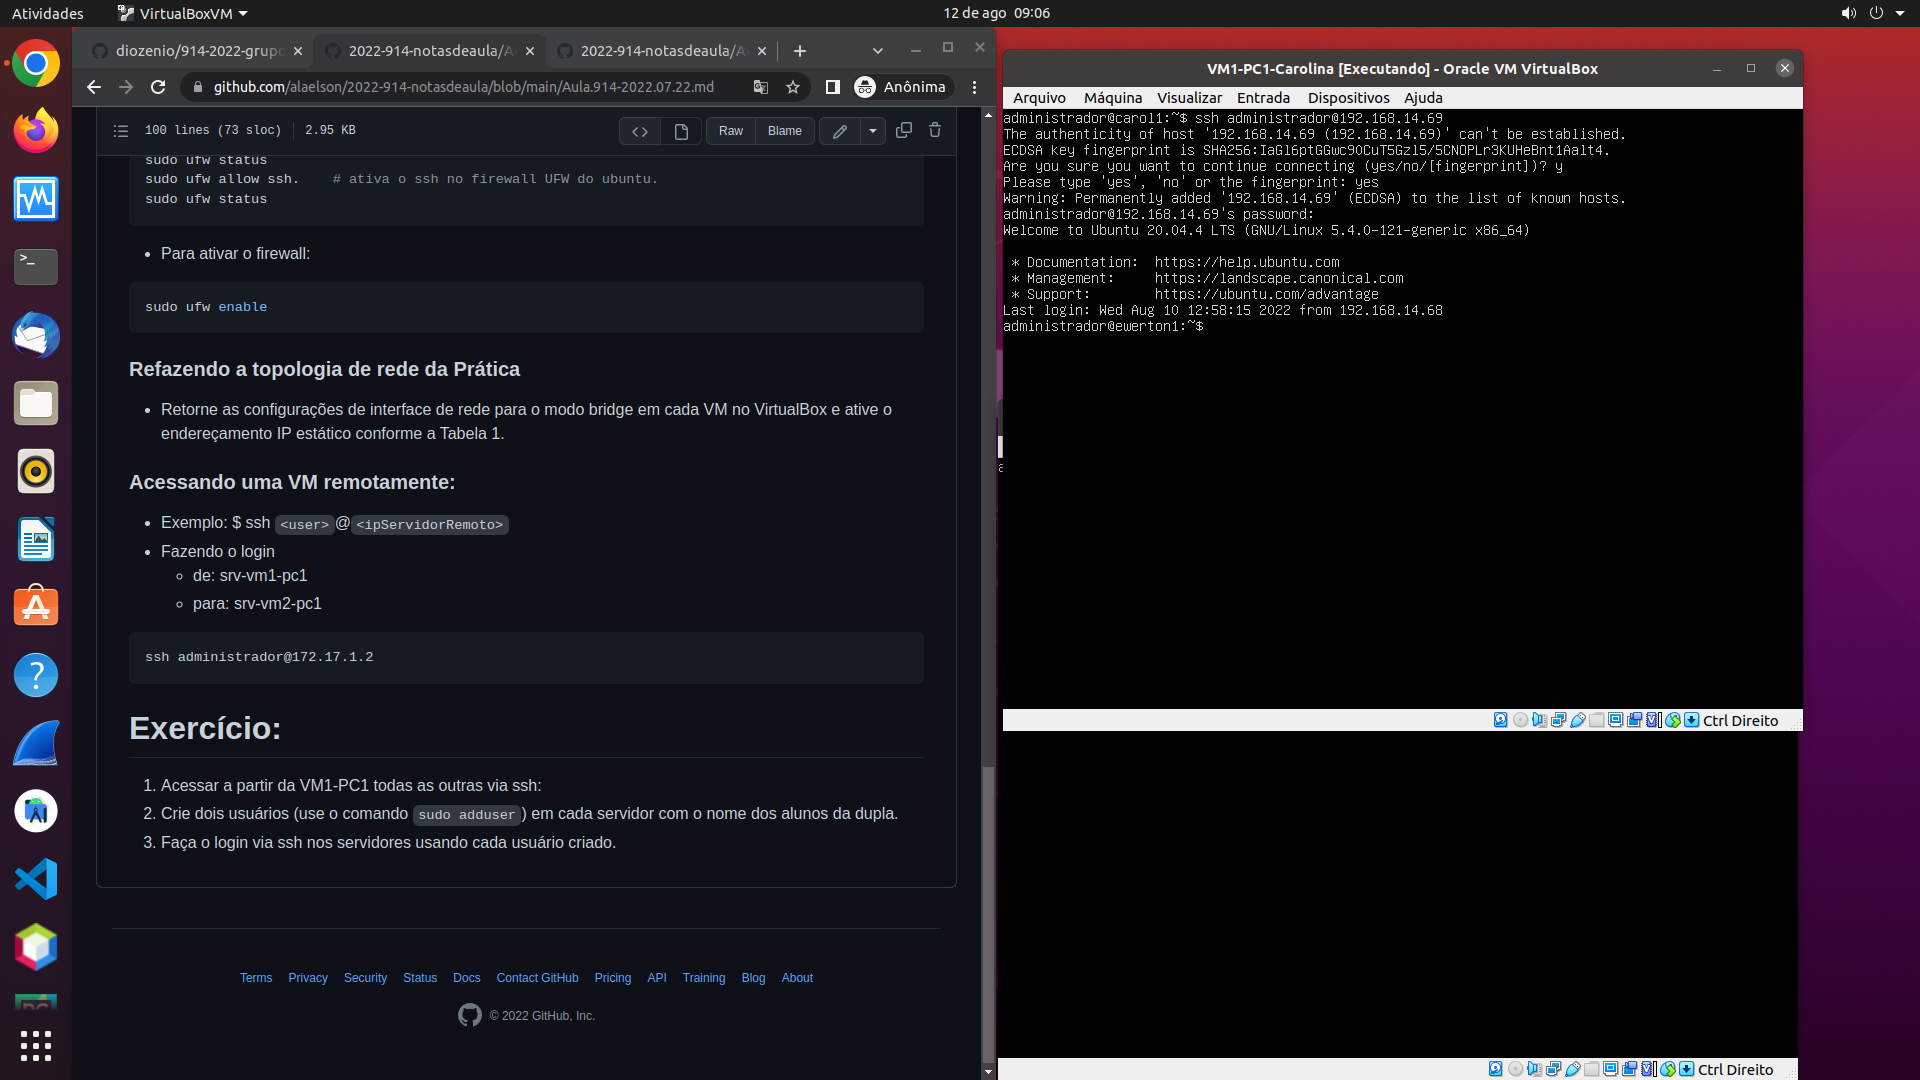 Atividades
VirtualBoxVM
12 de ago 09:06
diozenio/914-2022-grupo
2022-914-notasdeaula/A
2022-914-notasdeaula/A
github.com/alaelson/2022-914-notasdeaula/blob/main/Aula.914-2022.07.22.md
Anônima
100 lines (73 sloc)
2.95 KB
Raw
Blame
sudo ufw status
sudo ufw allow ssh.    # ativa o ssh no firewall UFW do ubuntu.
sudo ufw status
Para ativar o firewall:
sudo ufw enable
Refazendo a topologia de rede da Prática
Retorne as configurações de interface de rede para o modo bridge em cada VM no VirtualBox e ative o
endereçamento IP estático conforme a Tabela 1.
Acessando uma VM remotamente:
Exemplo: $ ssh <user>@<ipServidorRemoto>
Fazendo o login
de: srv-vm1-pc1
para: srv-vm2-pc1
ssh administrador@172.17.1.2
Exercício:
1. Acessar a partir da VM1-PC1 todas as outras via ssh:
2. Crie dois usuários (use o comando sudo adduser) em cada servidor com o nome dos alunos da dupla.
3. Faça o login via ssh nos servidores usando cada usuário criado.
Terms Privacy Security Status Docs Contact GitHub Pricing API Training Blog About
© 2022 GitHub, Inc.
VM1-PC1-Carolina [Executando] - Oracle VM VirtualBox
Arquivo Máquina Visualizar Entrada Dispositivos Ajuda
administrador@carol1:~$ ssh administrador@192.168.14.69
The authenticity of host '192.168.14.69 (192.168.14.69)' can't be established.
ECDSA key fingerprint is SHA256:IaGl6ptGGwc90CuT5Gzl5/5CNOPLr3KUHeBnt1Aalt4.
Are you sure you want to continue connecting (yes/no/[fingerprint])? y
Please type 'yes', 'no' or the fingerprint: yes
Warning: Permanently added '192.168.14.69' (ECDSA) to the list of known hosts.
administrador@192.168.14.69's password:
Welcome to Ubuntu 20.04.4 LTS (GNU/Linux 5.4.0-121-generic x86_64)
* Documentation:  https://help.ubuntu.com
* Management:     https://landscape.canonical.com
* Support:        https://ubuntu.com/advantage
Last login: Wed Aug 10 12:58:15 2022 from 192.168.14.68
administrador@ewerton1:~$
Ctrl Direito
Ctrl Direito